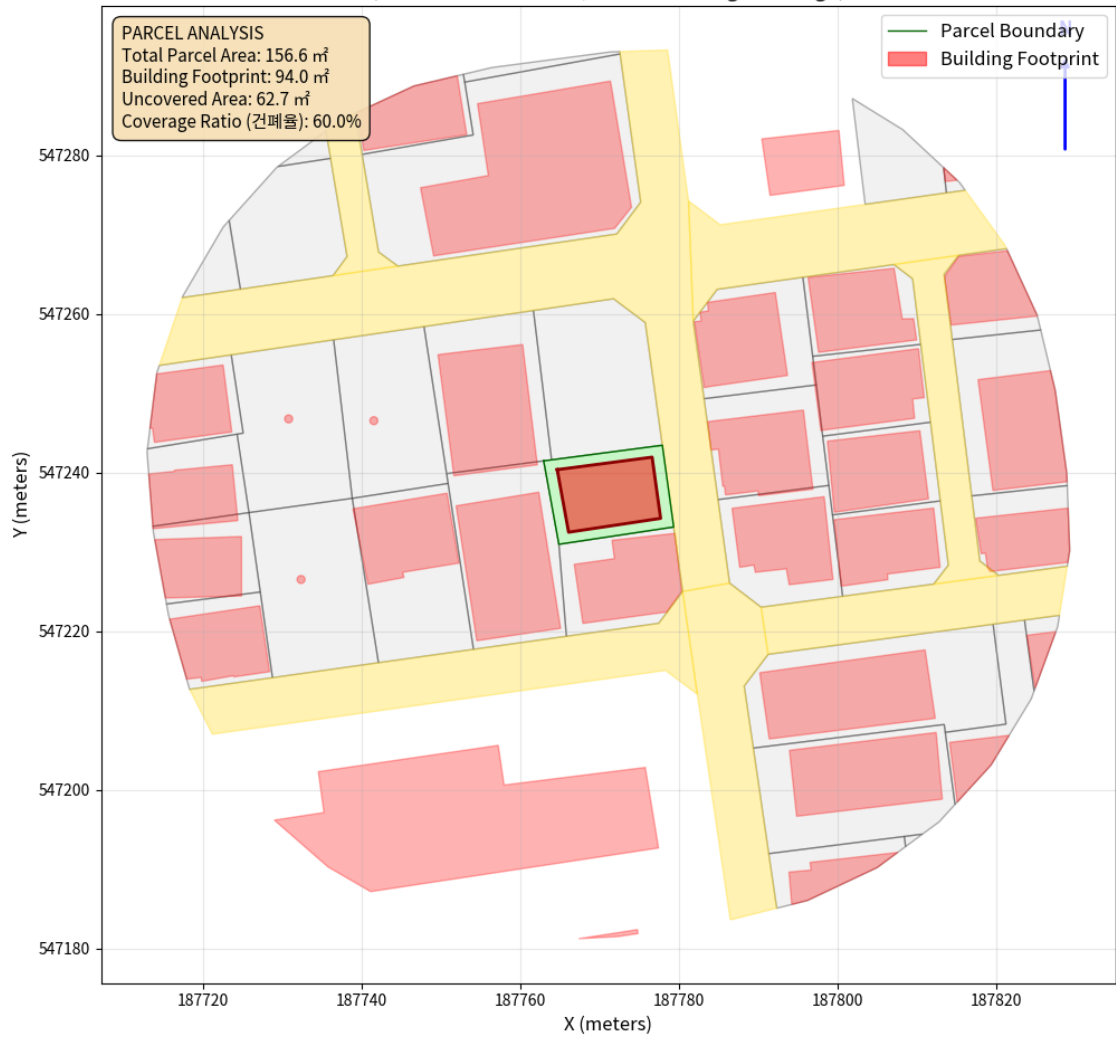 PARCEL ANALYSIS
Total Parcel Area: 156.6 ㎡
Building Footprint: 94.0 ㎡
Uncovered Area: 62.7 ㎡
Coverage Ratio (건폐율): 60.0%
N
Parcel Boundary
Building Footprint
547280
547260
547240
547220
547200
547180
Y (meters)
187720
187740
187760
187780
187800
187820
X (meters)